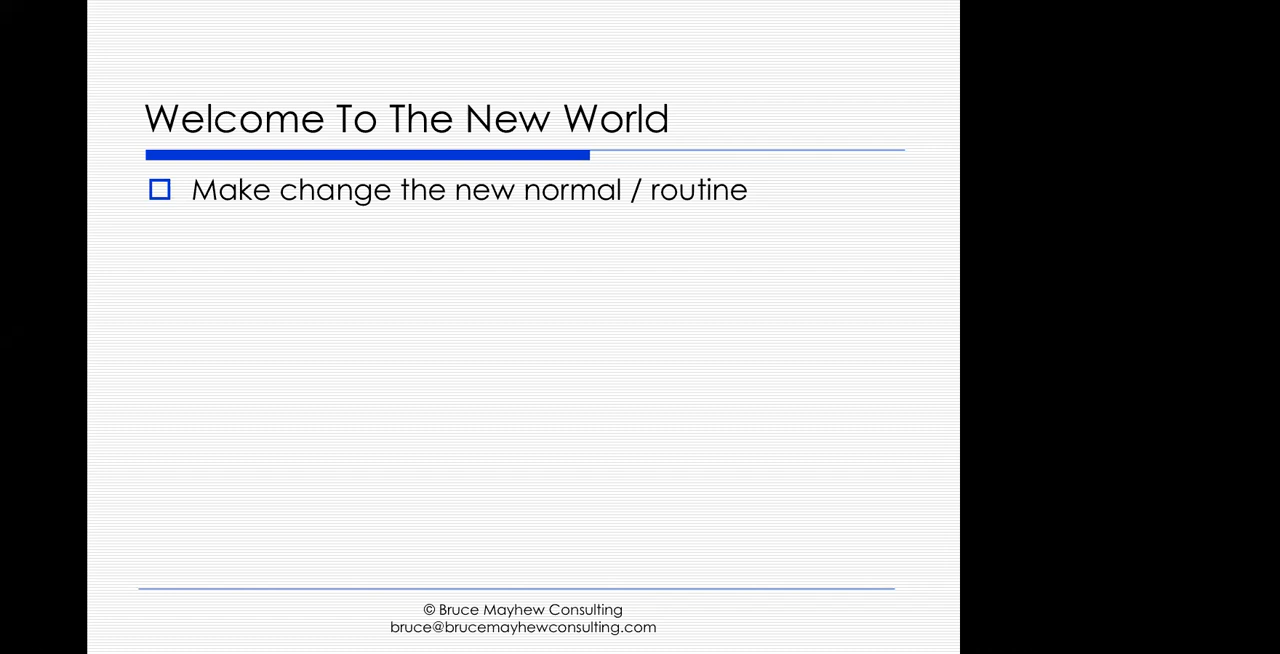 Welcome To The New World
Make change the new normal / routine
© Bruce Mayhew Consulting
bruce@brucemayhewconsulting.com